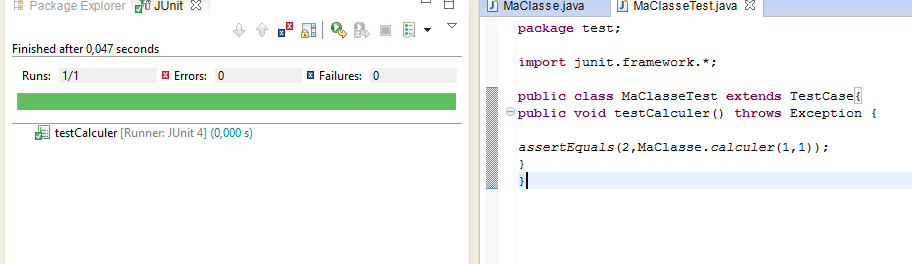 Package Explorer JUnit
Finished after 0,047 seconds
Runs: 1/1 Errors: 0 Failures: 0
testCalculer [Runner: JUnit 4] (0,000 s)
MaClasse.java MaClasseTest.java
package test;
import junit.framework.*;
public class MaClasseTest extends TestCase{
public void testCalculer() throws Exception {
assertEquals(2,MaClasse.calculer(1,1));
}
}